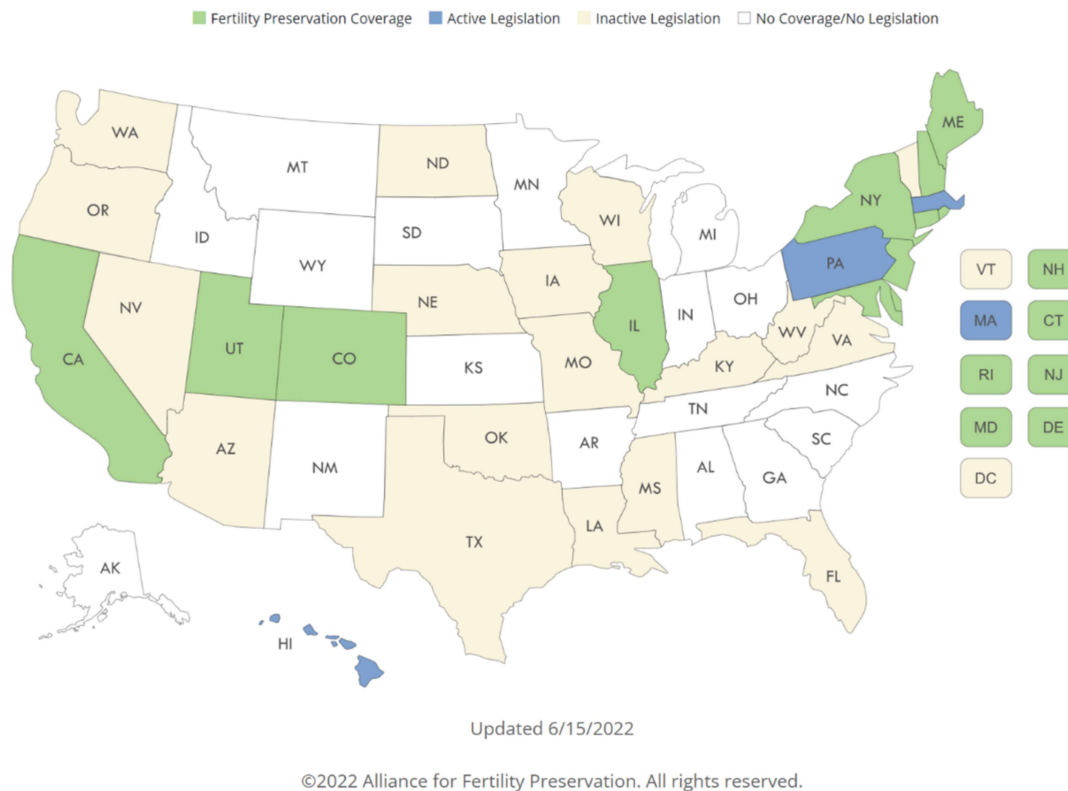 Fertility Preservation Coverage Active Legislation Inactive Legislation No Coverage/No Legislation
WA
MT
ND
MN
ME
OR
ID
WY
SD
WI
MI
NY
NV
NE
IA
IL
IN
OH
PA
CA
UT
CO
KS
MO
KY
WV
VA
AZ
NM
OK
AR
TN
NC
SC
TX
LA
MS
AL
GA
FL
AK
HI
VT NH
MA CT
RI NJ
MD DE
DC
Updated 6/15/2022
©2022 Alliance for Fertility Preservation. All rights reserved.